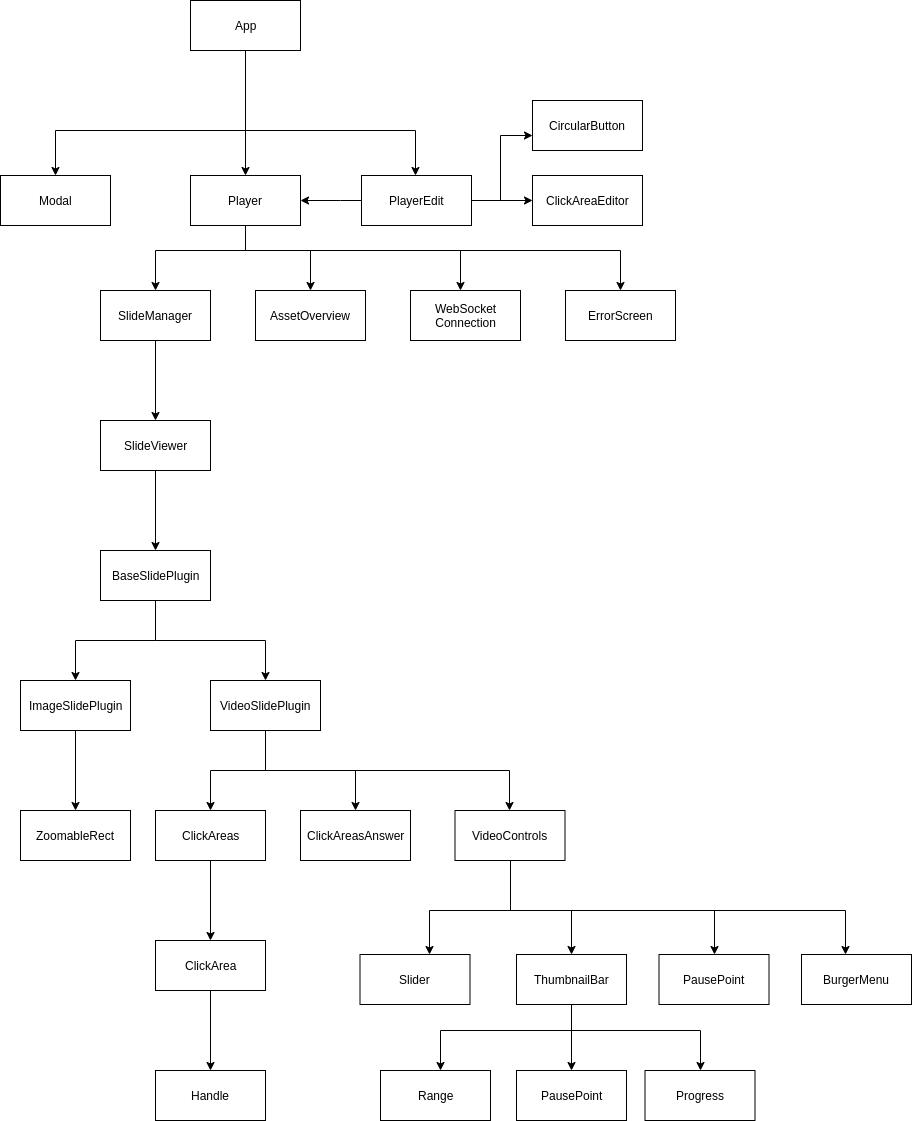 App
CircularButton
Modal
Player
PlayerEdit
ClickAreaEditor
SlideManager
AssetOverview
WebSocket
Connection
ErrorScreen
SlideViewer
BaseSlidePlugin
ImageSlidePlugin
VideoSlidePlugin
ZoomableRect
ClickAreas
ClickAreasAnswer
VideoControls
ClickArea
Slider
ThumbnailBar
PausePoint
BurgerMenu
Handle
Range
PausePoint
Progress